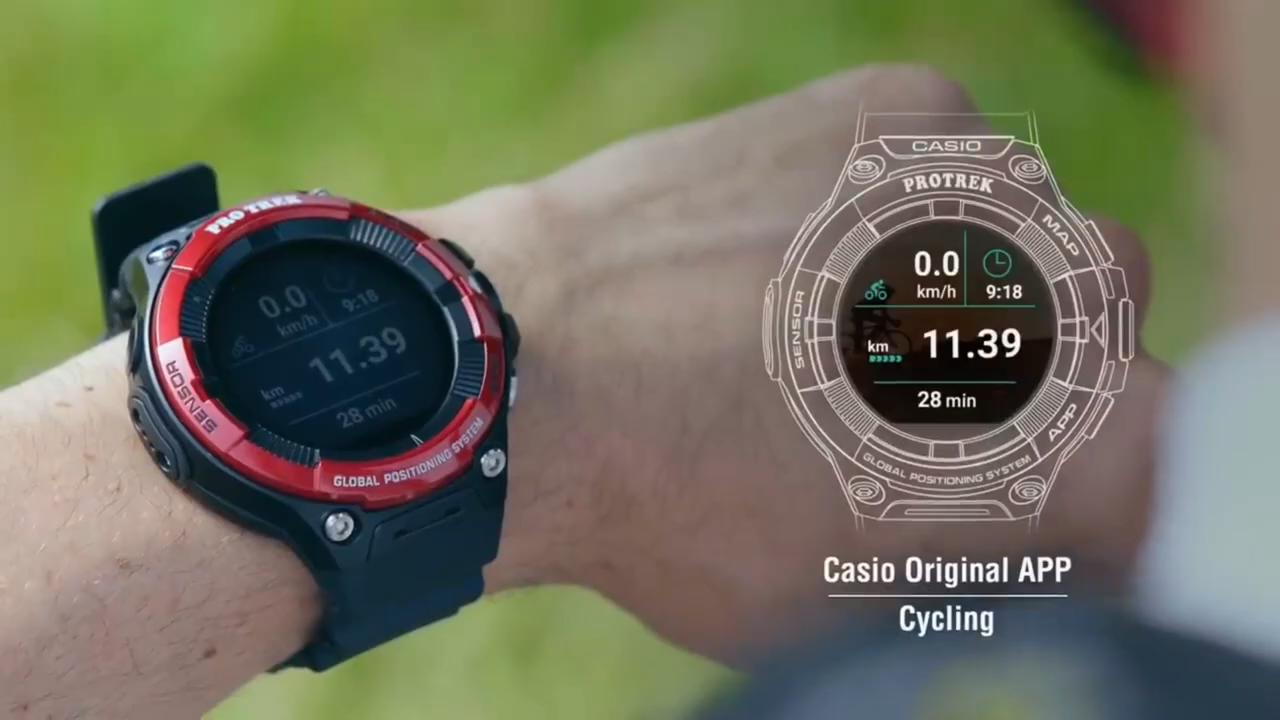 PRO TREK
0.0
km/h
9:18
km
11.39
28 min
SENSOR
GLOBAL POSITIONING SYSTEM
CASIO
PROTREK
MAP
SENSOR
0.0
km/h
9:18
km
11.39
28 min
APP
GLOBAL POSITIONING SYSTEM
Casio Original APP
Cycling